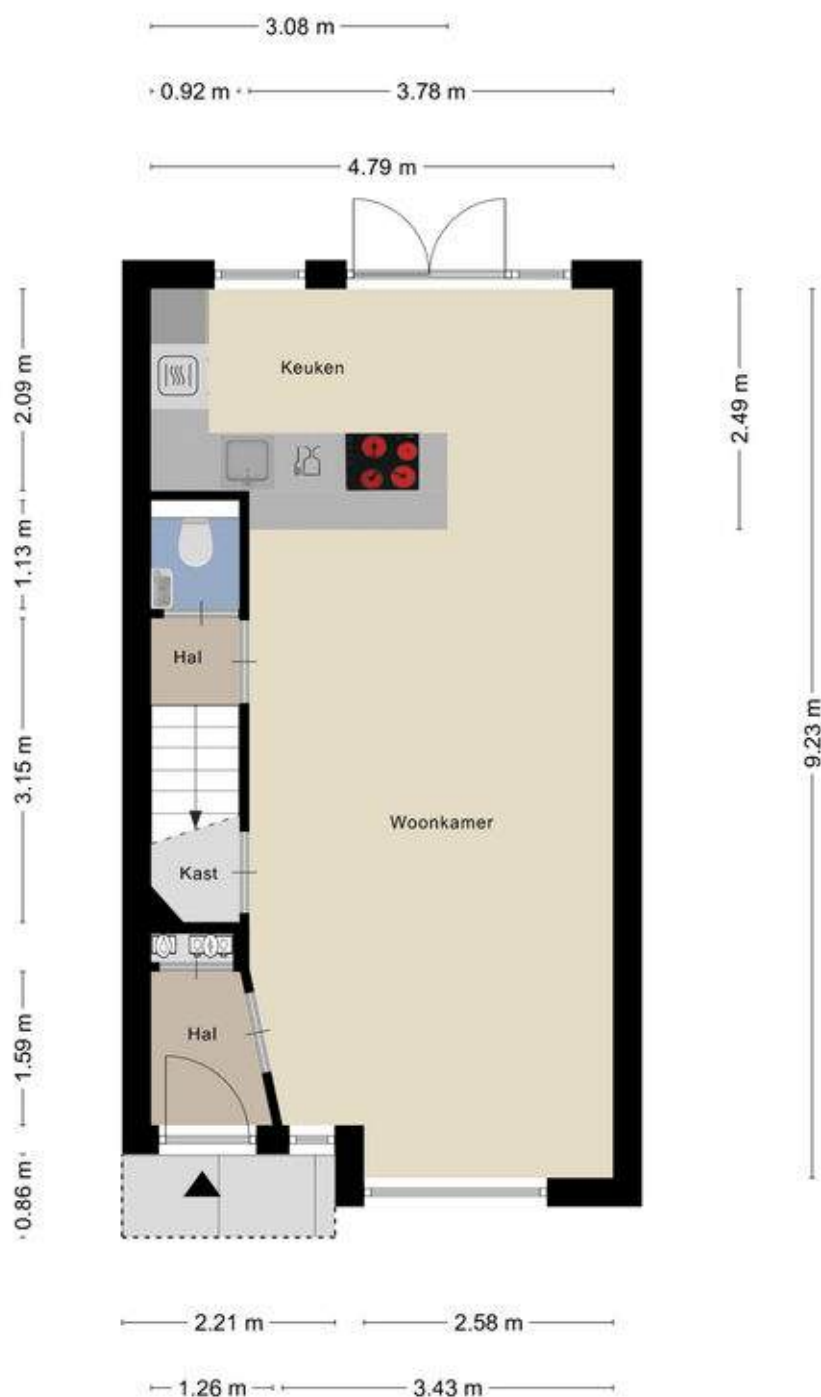 3.08 m
0.92 m
3.78 m
4.79 m
Keuken
2.09 m
2.49 m
1.13 m
Hal
9.23 m
3.15 m
Woonkamer
Kast
Hal
1.59 m
0.86 m
2.21 m
2.58 m
1.26 m
3.43 m